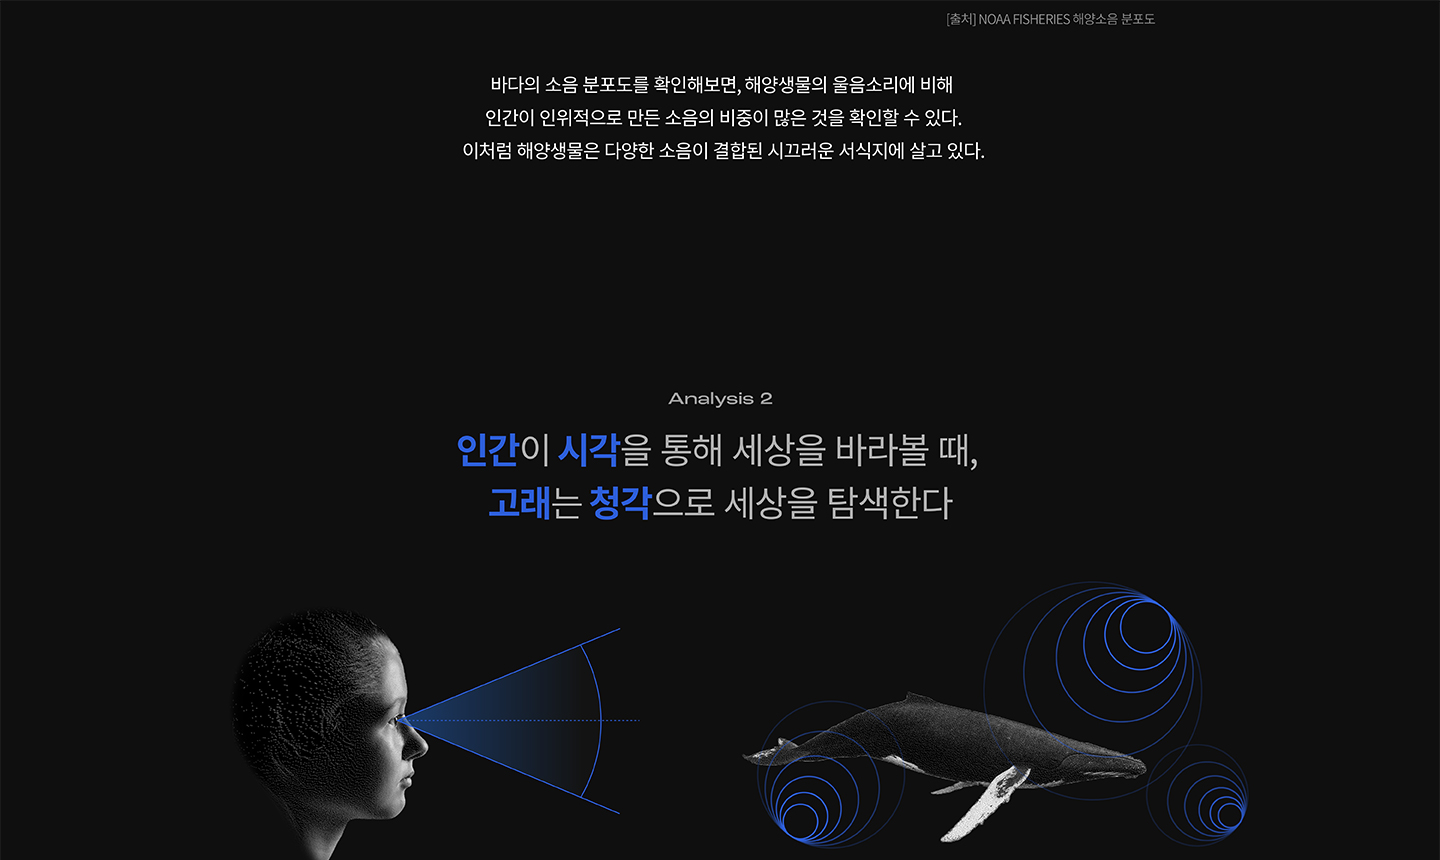 [출처] NOAA FISHERIES 해양소음 분포도
바다의 소음 분포도를 확인해보면, 해양생물의 울음소리에 비해
인간이 인위적으로 만든 소음의 비중이 많은 것을 확인할 수 있다.
이처럼 해양생물은 다양한 소음이 결합된 시끄러운 서식지에 살고 있다.
Analysis 2
인간이 시각을 통해 세상을 바라볼 때,
고래는 청각으로 세상을 탐색한다